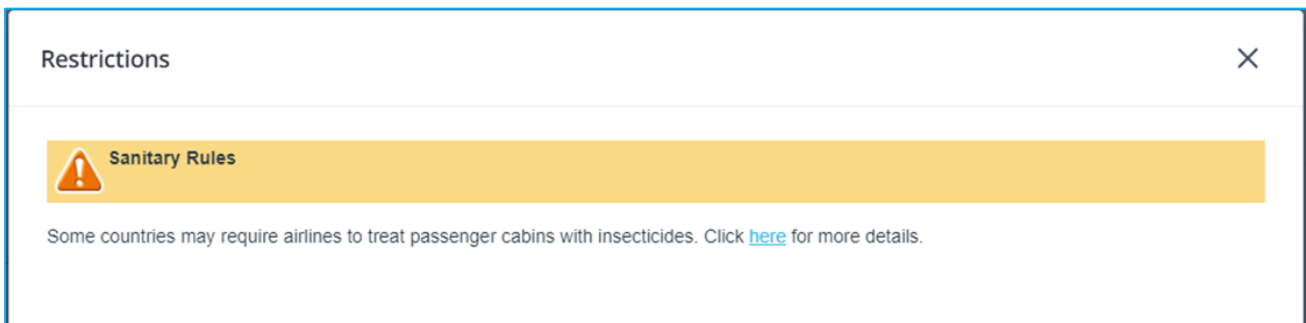 Restrictions
Sanitary Rules
Some countries may require airlines to treat passenger cabins with insecticides. Click here for more details.